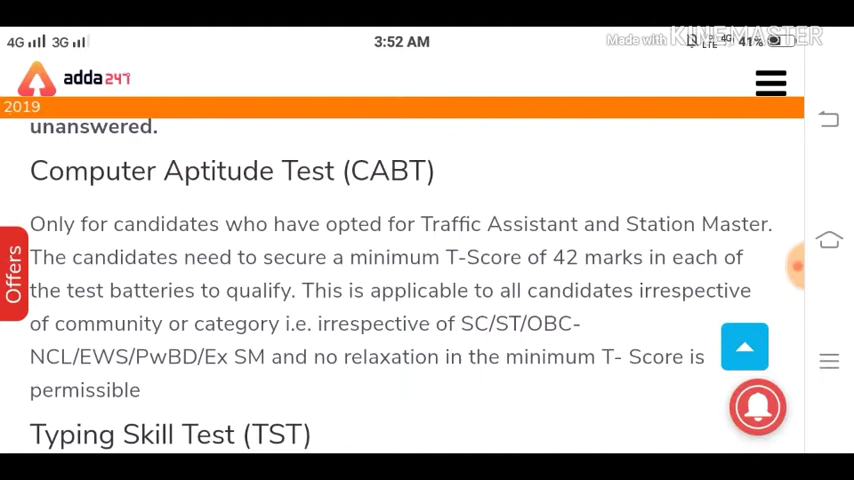 Made with KINEMASTER
4G 3G 3:52 AM 4G LTE 41%
adda247
2019
unanswered.
Computer Aptitude Test (CABT)
Only for candidates who have opted for Traffic Assistant and Station Master.
The candidates need to secure a minimum T-Score of 42 marks in each of
the test batteries to qualify. This is applicable to all candidates irrespective
of community or category i.e. irrespective of SC/ST/OBC-
NCL/EWS/PwBD/Ex SM and no relaxation in the minimum T- Score is
permissible
Offers
Typing Skill Test (TST)